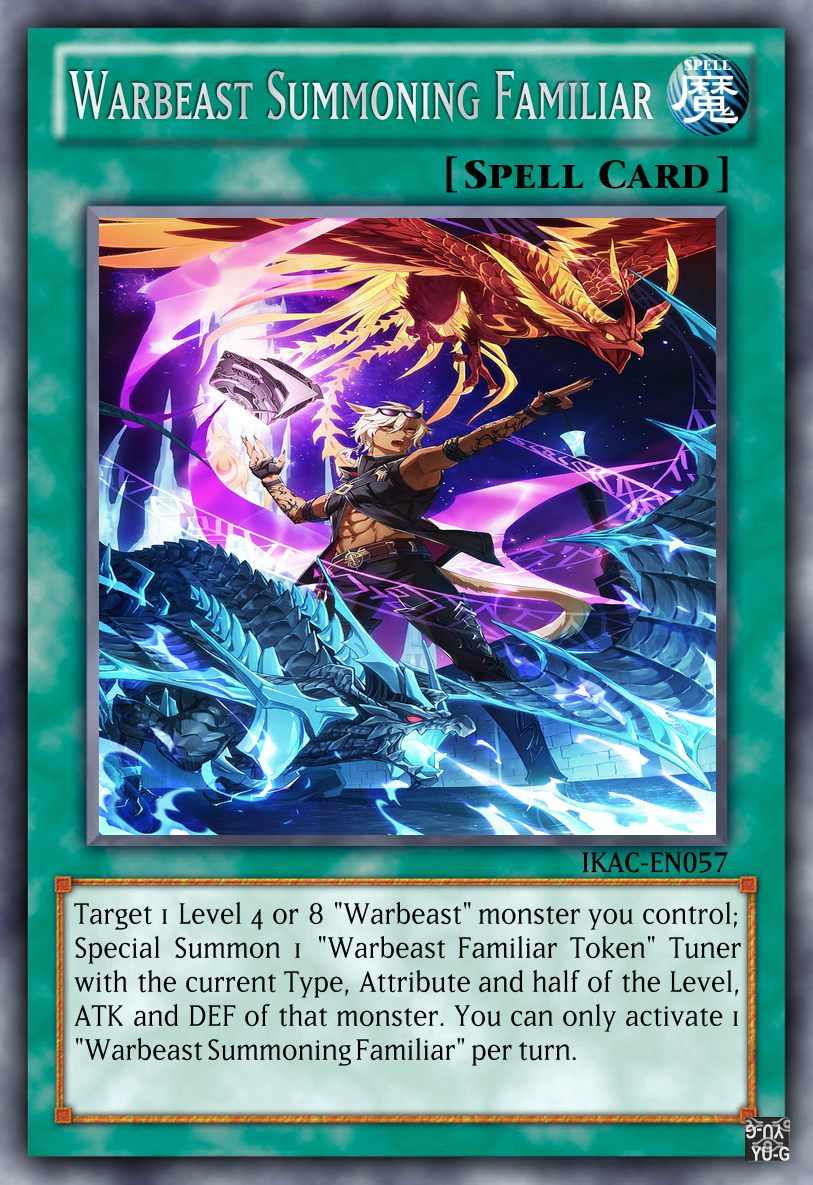 Warbeast Summoning Familiar
SPELL
魔
[Spell Card]
IKAC-EN057
Target 1 Level 4 or 8 "Warbeast" monster you control;
Special Summon 1 "Warbeast Familiar Token" Tuner
with the current Type, Attribute and half of the Level,
ATK and DEF of that monster. You can only activate 1
"Warbeast Summoning Familiar" per turn.
YU-G
YU-G